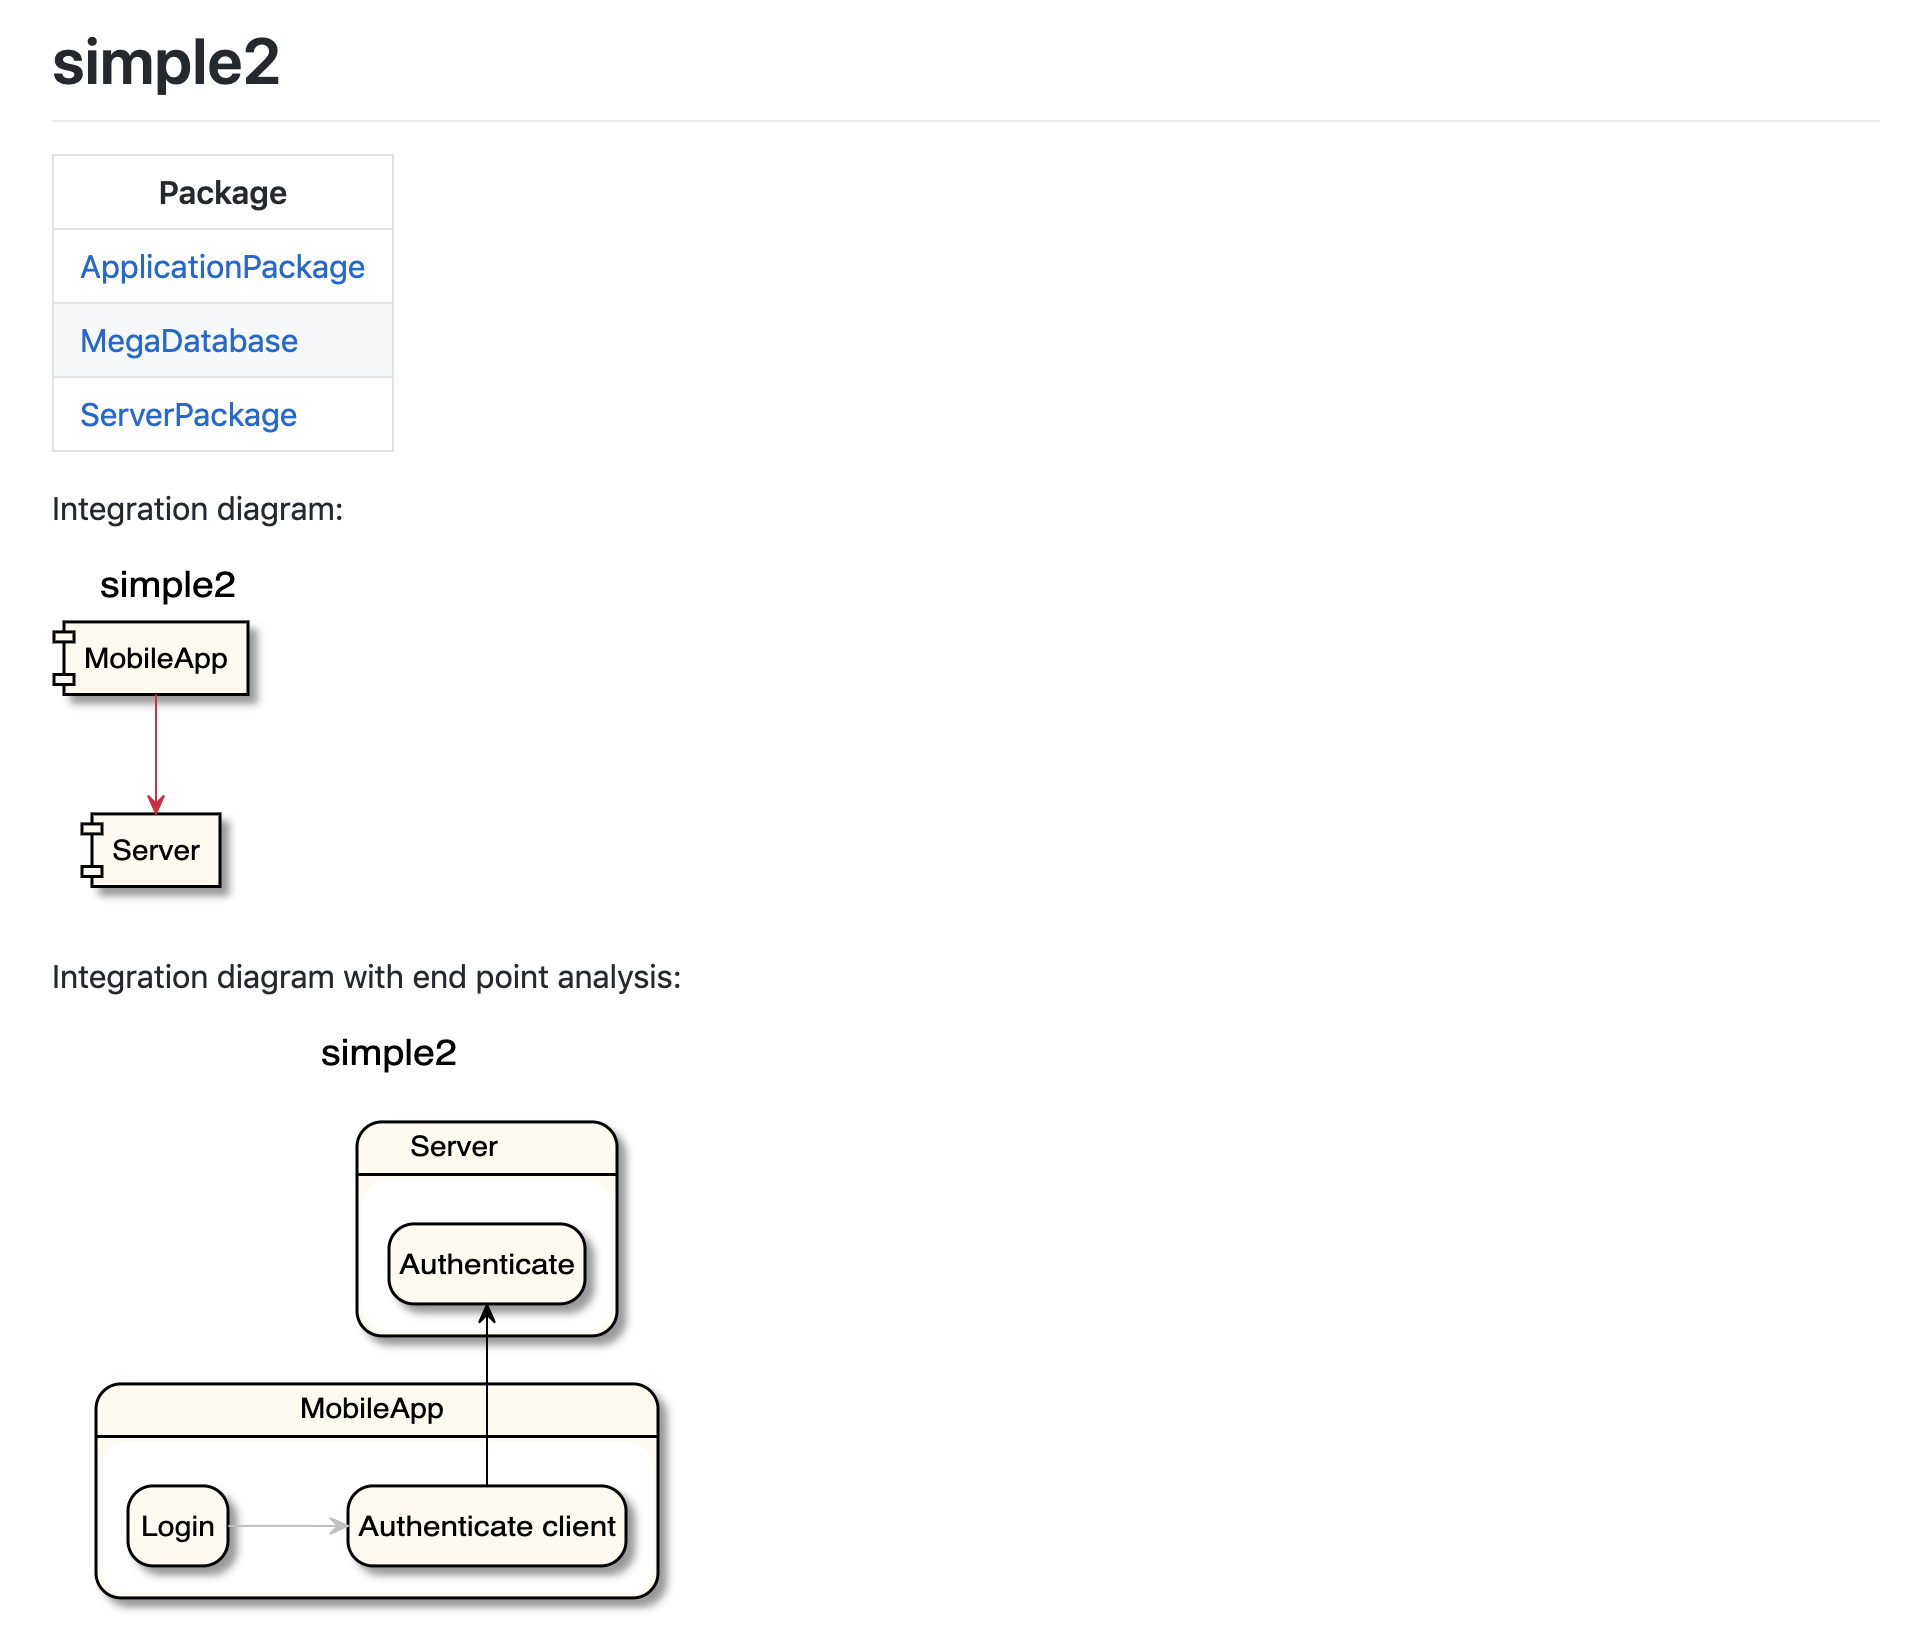 simple2
Package
ApplicationPackage
MegaDatabase
ServerPackage
Integration diagram:
simple2
MobileApp
Server
Integration diagram with end point analysis:
simple2
Server
Authenticate
MobileApp
Login
Authenticate client